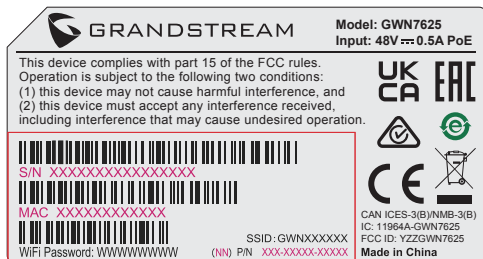 GRANDSTREAM
Model: GWN7625
Input: 48V⎓0.5A PoE
This device complies with part 15 of the FCC rules.
Operation is subject to the following two conditions:
(1) this device may not cause harmful interference, and
(2) this device must accept any interference received,
including interference that may cause undesired operation.
UK
CA
EAC
e
CE
S/N XXXXXXXXXXXXXXXX
MAC XXXXXXXXXXXX
SSID: GWNXXXXXX
WiFi Password: WWWWWWWWW
(NN) P/N XXX-XXXXX-XXXXX
CAN ICES-3(B)/NMB-3(B)
IC: 11964A-GWN7625
FCC ID: YZZGWN7625
Made in China